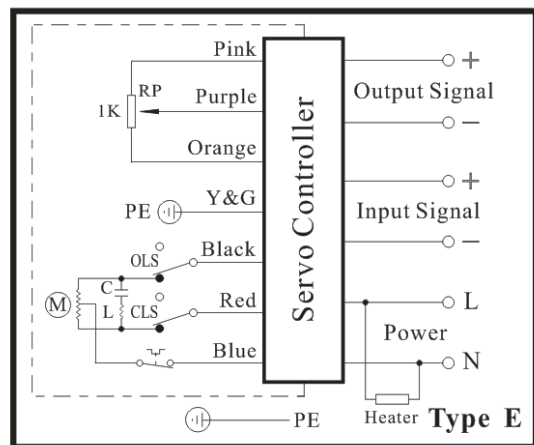 Pink
RP
1K
Purple
Orange
Y&G
PE
Black
OLS
C
M
L
CLS
Red
Blue
PE
Servo Controller
+
Output Signal
−
+
Input Signal
−
L
Power
N
Heater
Type E